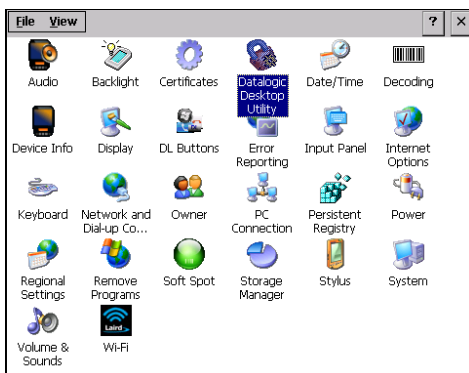 File View ? ×
Audio Backlight Certificates Datalogic Desktop Utility Date/Time Decoding
Device Info Display DL Buttons Error Reporting Input Panel Internet Options
Keyboard Network and Dial-up Co... Owner PC Connection Persistent Registry Power
Regional Settings Remove Programs Soft Spot Storage Manager Stylus System
Volume & Sounds Laird Wi-Fi